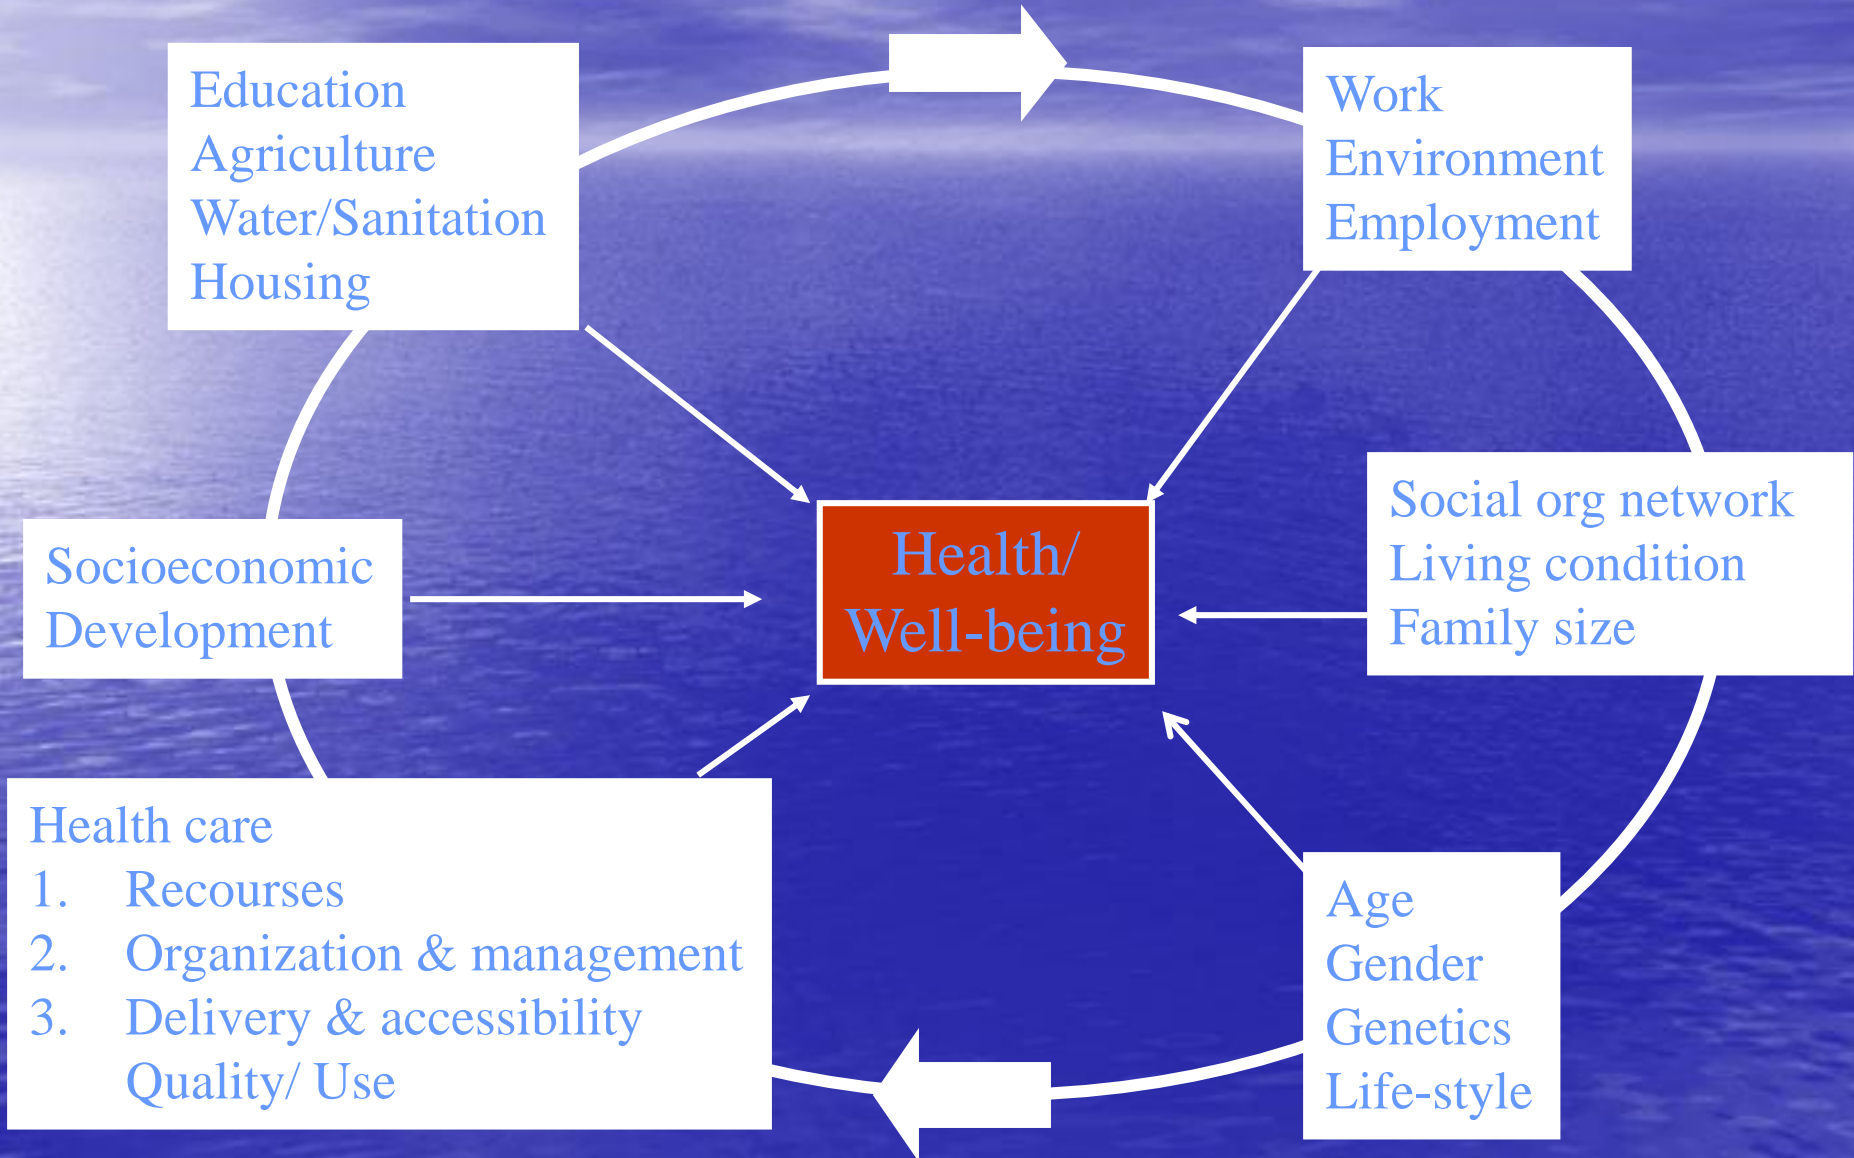 Education
Agriculture
Water/Sanitation
Housing
Work
Environment
Employment
Socioeconomic
Development
Health/
Well-being
Social org network
Living condition
Family size
Health care
1. Recourses
2. Organization & management
3. Delivery & accessibility
Quality/ Use
Age
Gender
Genetics
Life-style